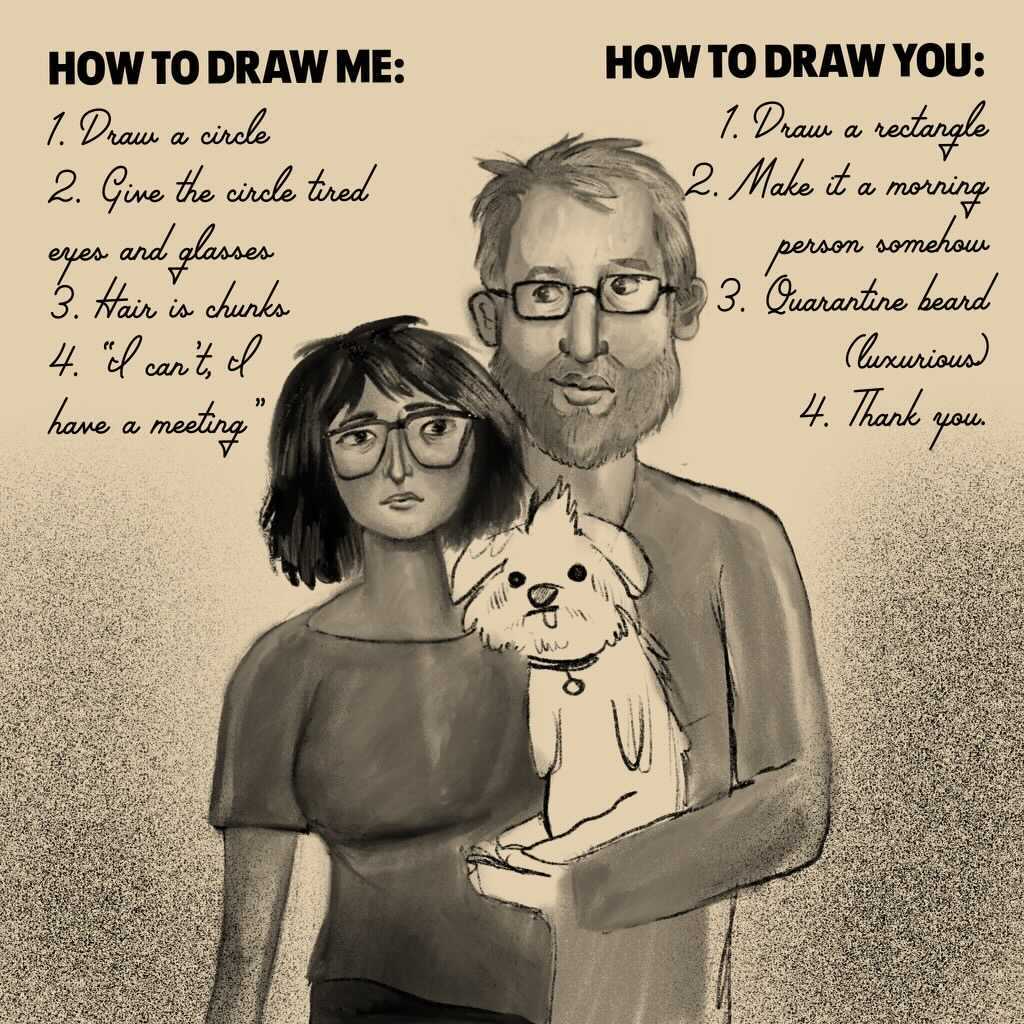 HOW TO DRAW ME:
1. Draw a circle
2. Give the circle tired
eyes and glasses
3. Hair is chunks
4. "I can't, I
have a meeting"
HOW TO DRAW YOU:
1. Draw a rectangle
2. Make it a morning
person somehow
3. Quarantine beard
(luxurious)
4. Thank you.